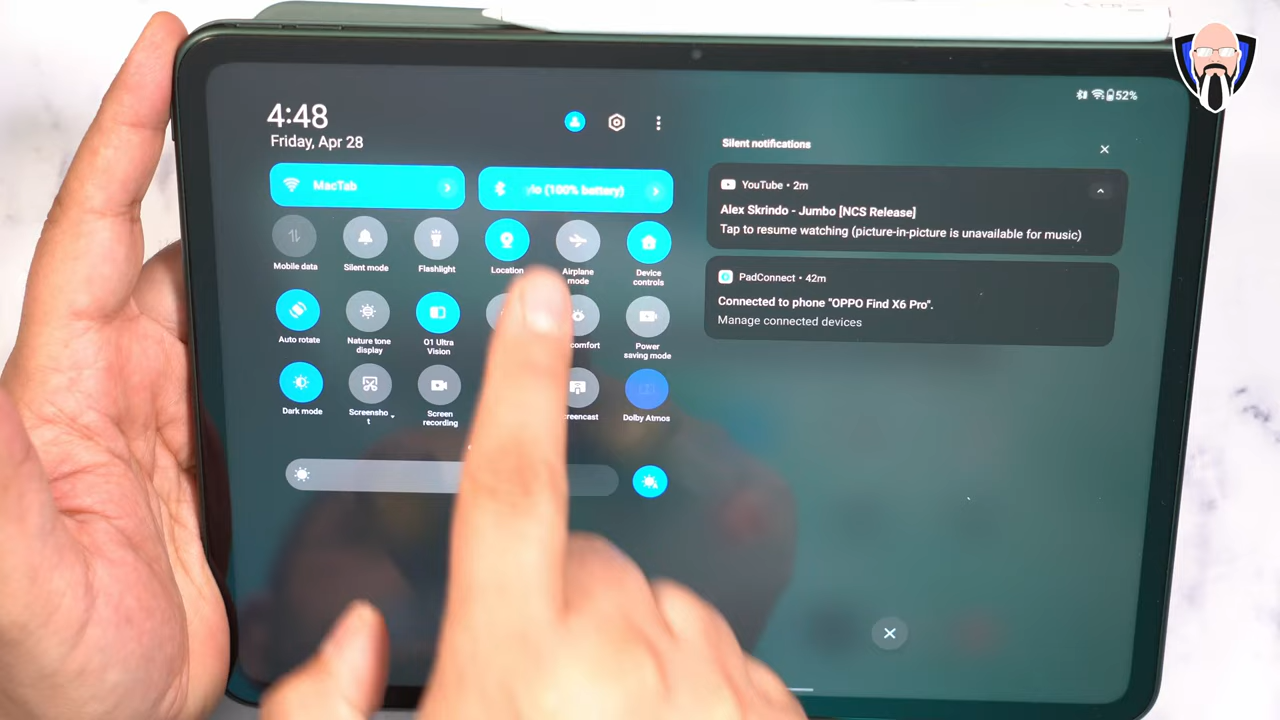 4:48
Friday, Apr 28
52%
MacTab
(100% battery)
Mobile data
Silent mode
Flashlight
Location
Airplane
mode
Device
controls
Auto rotate
Nature tone
display
O1 Ultra
Vision
comfort
Power
saving mode
Dark mode
Screensho
t
Screen
recording
reencast
Dolby Atmos
Silent notifications
YouTube • 2m
Alex Skrindo - Jumbo [NCS Release]
Tap to resume watching (picture-in-picture is unavailable for music)
PadConnect • 42m
Connected to phone "OPPO Find X6 Pro".
Manage connected devices